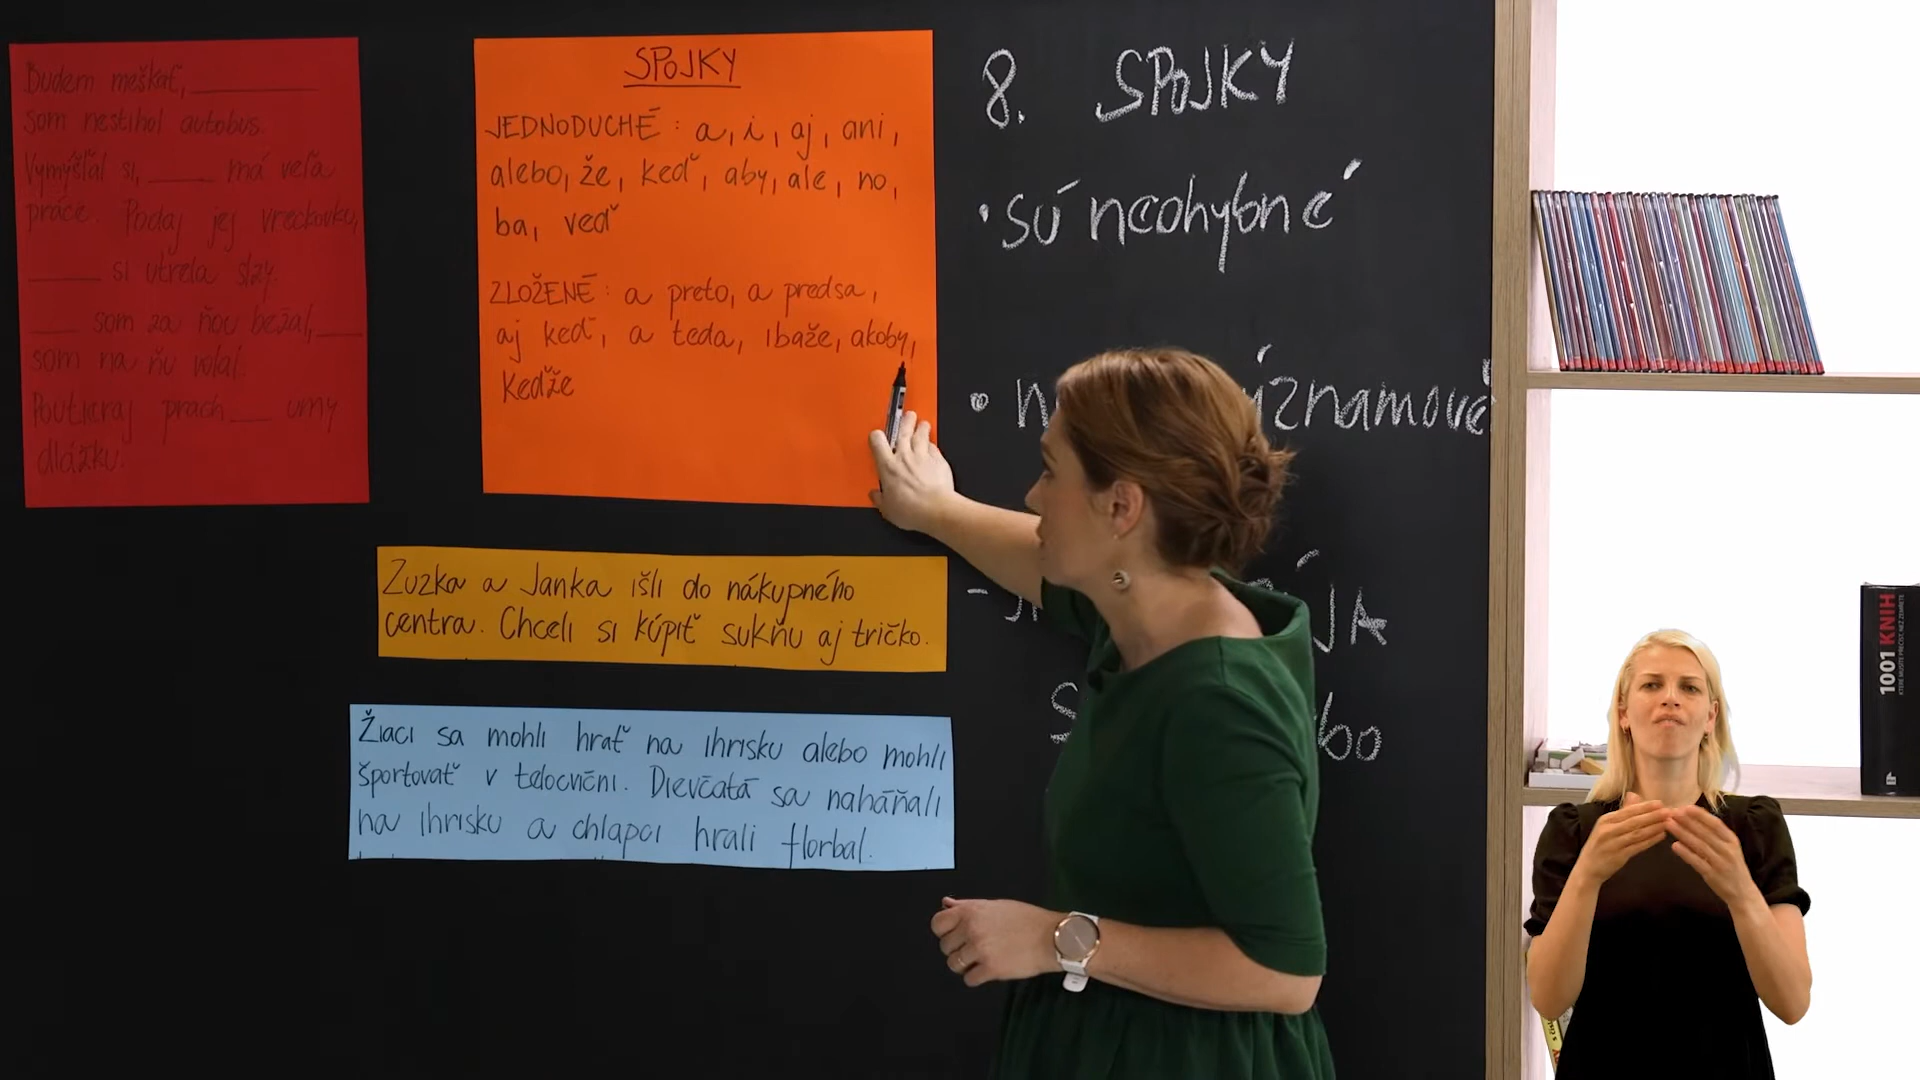 Budem meškať, ________
som nestihol autobus.
Vymýšľal si, ____ má veľa
práce. Podaj jej vreckovku,
____ si utrela slzy.
___ som za ňou bežal, ___
som na ňu volal.
Poutieraj prach __ umy
dlážku.
SPOJKY
JEDNODUCHÉ: a, i, aj, ani,
alebo, že, keď, aby, ale, no,
ba, veď
ZLOŽENÉ: a preto, a predsa,
aj keď, a teda, ibaže, akoby,
keďže
Zuzka a Janka išli do nákupného
centra. Chceli si kúpiť sukňu aj tričko.
Žiaci sa mohli hrať na ihrisku alebo mohli
športovať v telocvični. Dievčatá sa naháňali
na ihrisku a chlapci hrali florbal.
8. SPOJKY
• sú neohybné
1001 KNIH